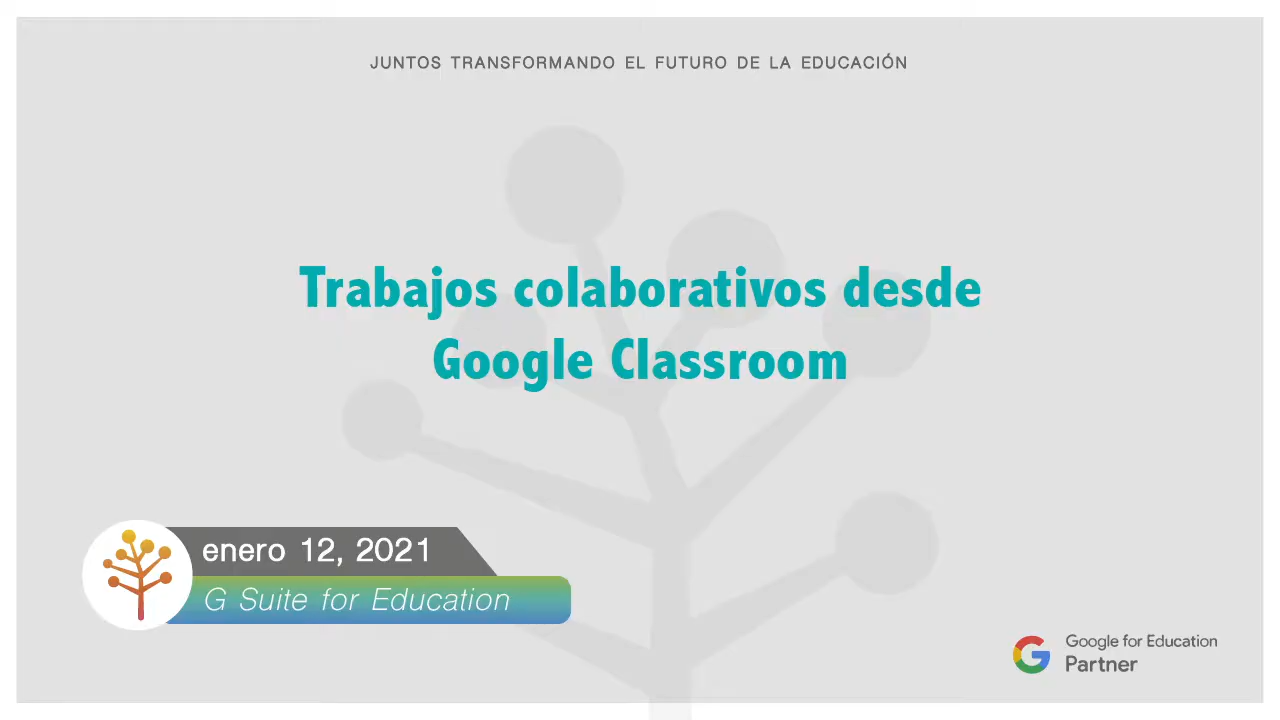 JUNTOS TRANSFORMANDO EL FUTURO DE LA EDUCACIÓN
Trabajos colaborativos desde
Google Classroom
enero 12, 2021
G Suite for Education
Google for Education
Partner